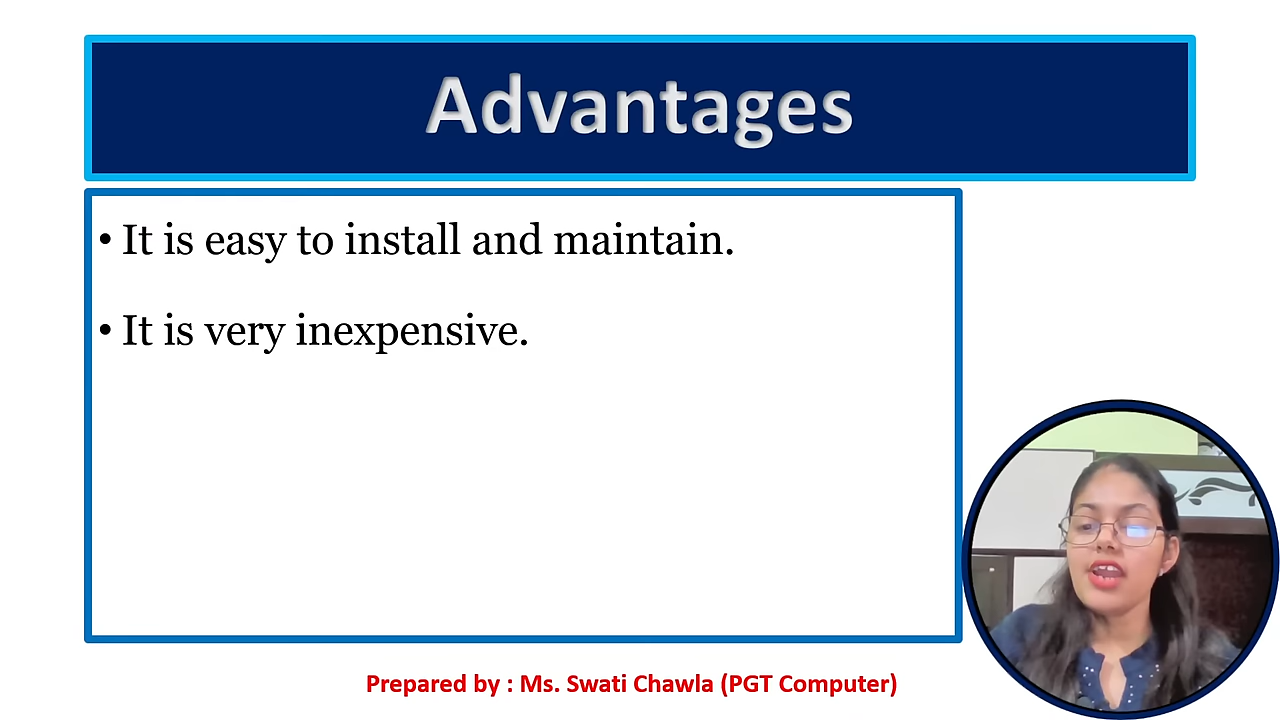 Advantages
• It is easy to install and maintain.
• It is very inexpensive.
Prepared by : Ms. Swati Chawla (PGT Computer)